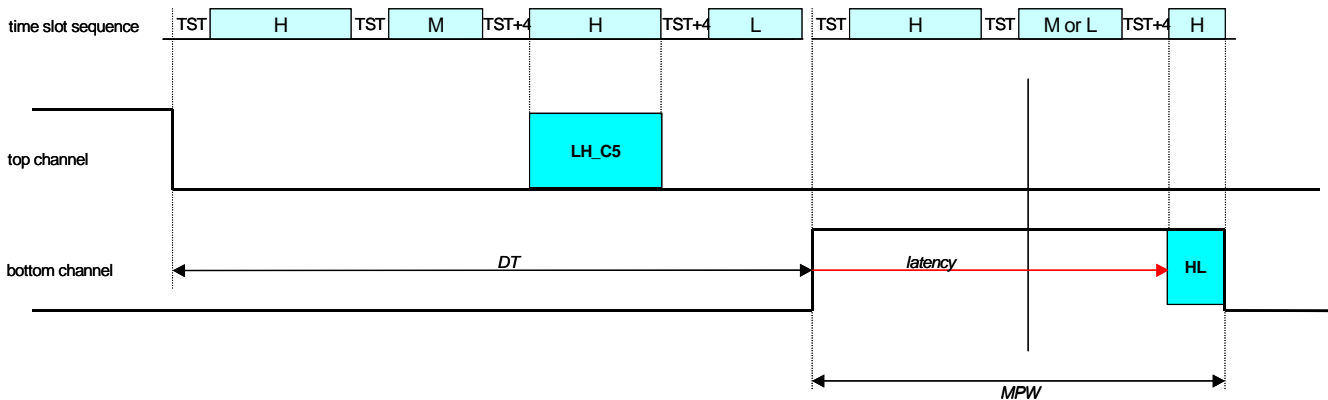 time slot sequence TST H TST M TST+4 H TST+4 L TST H TST M or L TST+4 H
top channel LH_C5
bottom channel DT latency HL
MPW